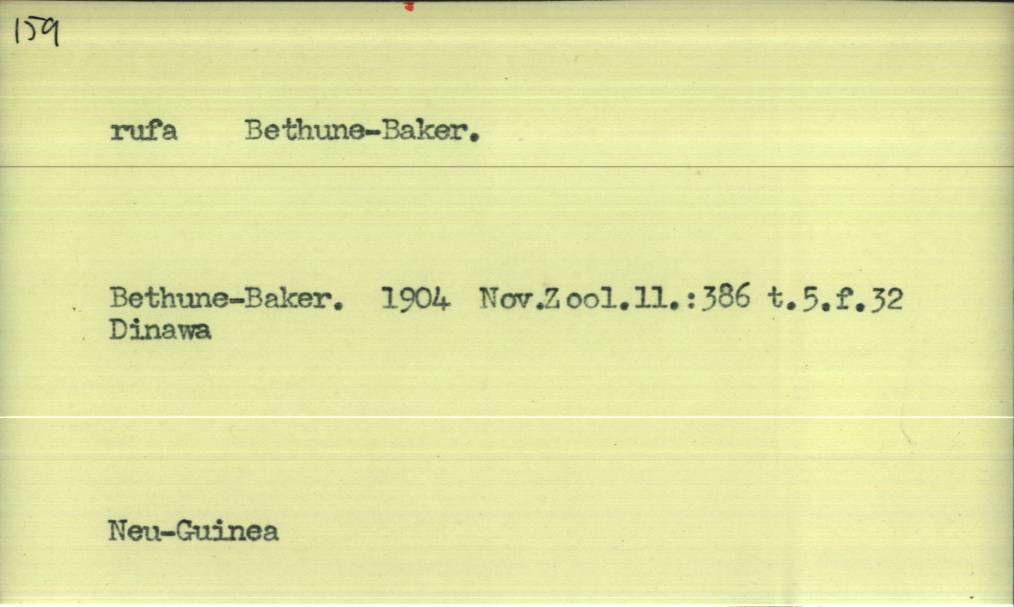 159
rufa Bethune-Baker.
Bethune-Baker. 1904 Nov.Zool.11.:386 t.5.f.32
Dinawa
Neu-Guinea